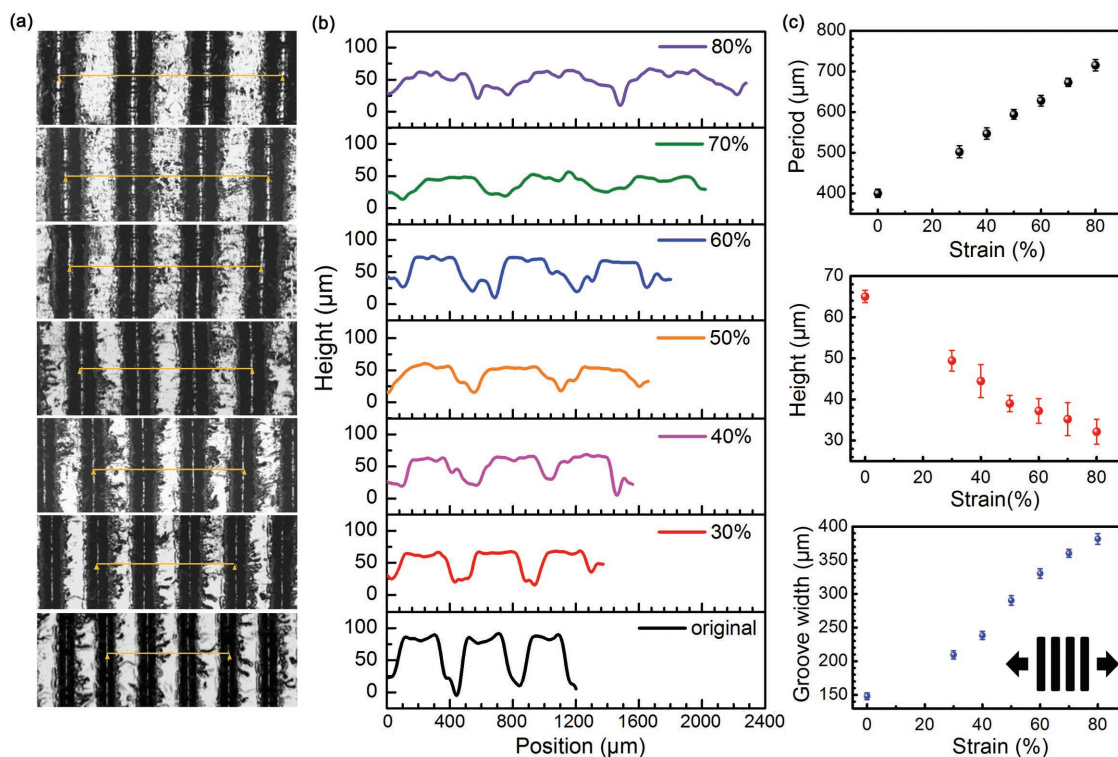 (a)
(b)
100
50
0
80%
100
50
0
70%
100
50
0
60%
100
50
0
50%
100
50
0
40%
100
50
0
30%
100
50
0
original
Height (µm)
0 400 800 1200 1600 2000 2400
Position (µm)
(c)
800
700
600
500
400
Period (µm)
0 20 40 60 80
Strain (%)
70
60
50
40
30
Height (µm)
0 20 40 60 80
Strain(%)
400
350
300
250
200
150
Groove width (µm)
0 20 40 60 80
Strain (%)